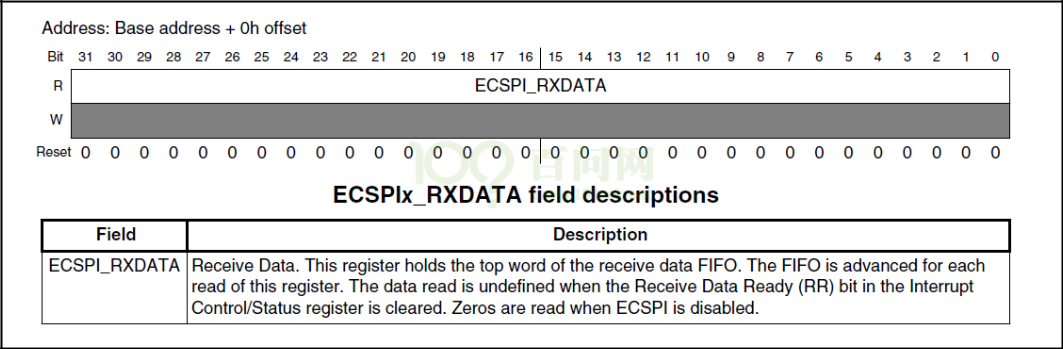 Address: Base address + 0h offset
Bit 31 30 29 28 27 26 25 24 23 22 21 20 19 18 17 16 15 14 13 12 11 10 9 8 7 6 5 4 3 2 1 0
R ECSPI_RXDATA
W
Reset 0 0 0 0 0 0 0 0 0 0 0 0 0 0 0 0 0 0 0 0 0 0 0 0 0 0 0 0 0 0 0 0
100 百问网
ECSPIx_RXDATA field descriptions
Field Description
ECSPI_RXDATA Receive Data. This register holds the top word of the receive data FIFO. The FIFO is advanced for each
read of this register. The data read is undefined when the Receive Data Ready (RR) bit in the Interrupt
Control/Status register is cleared. Zeros are read when ECSPI is disabled.